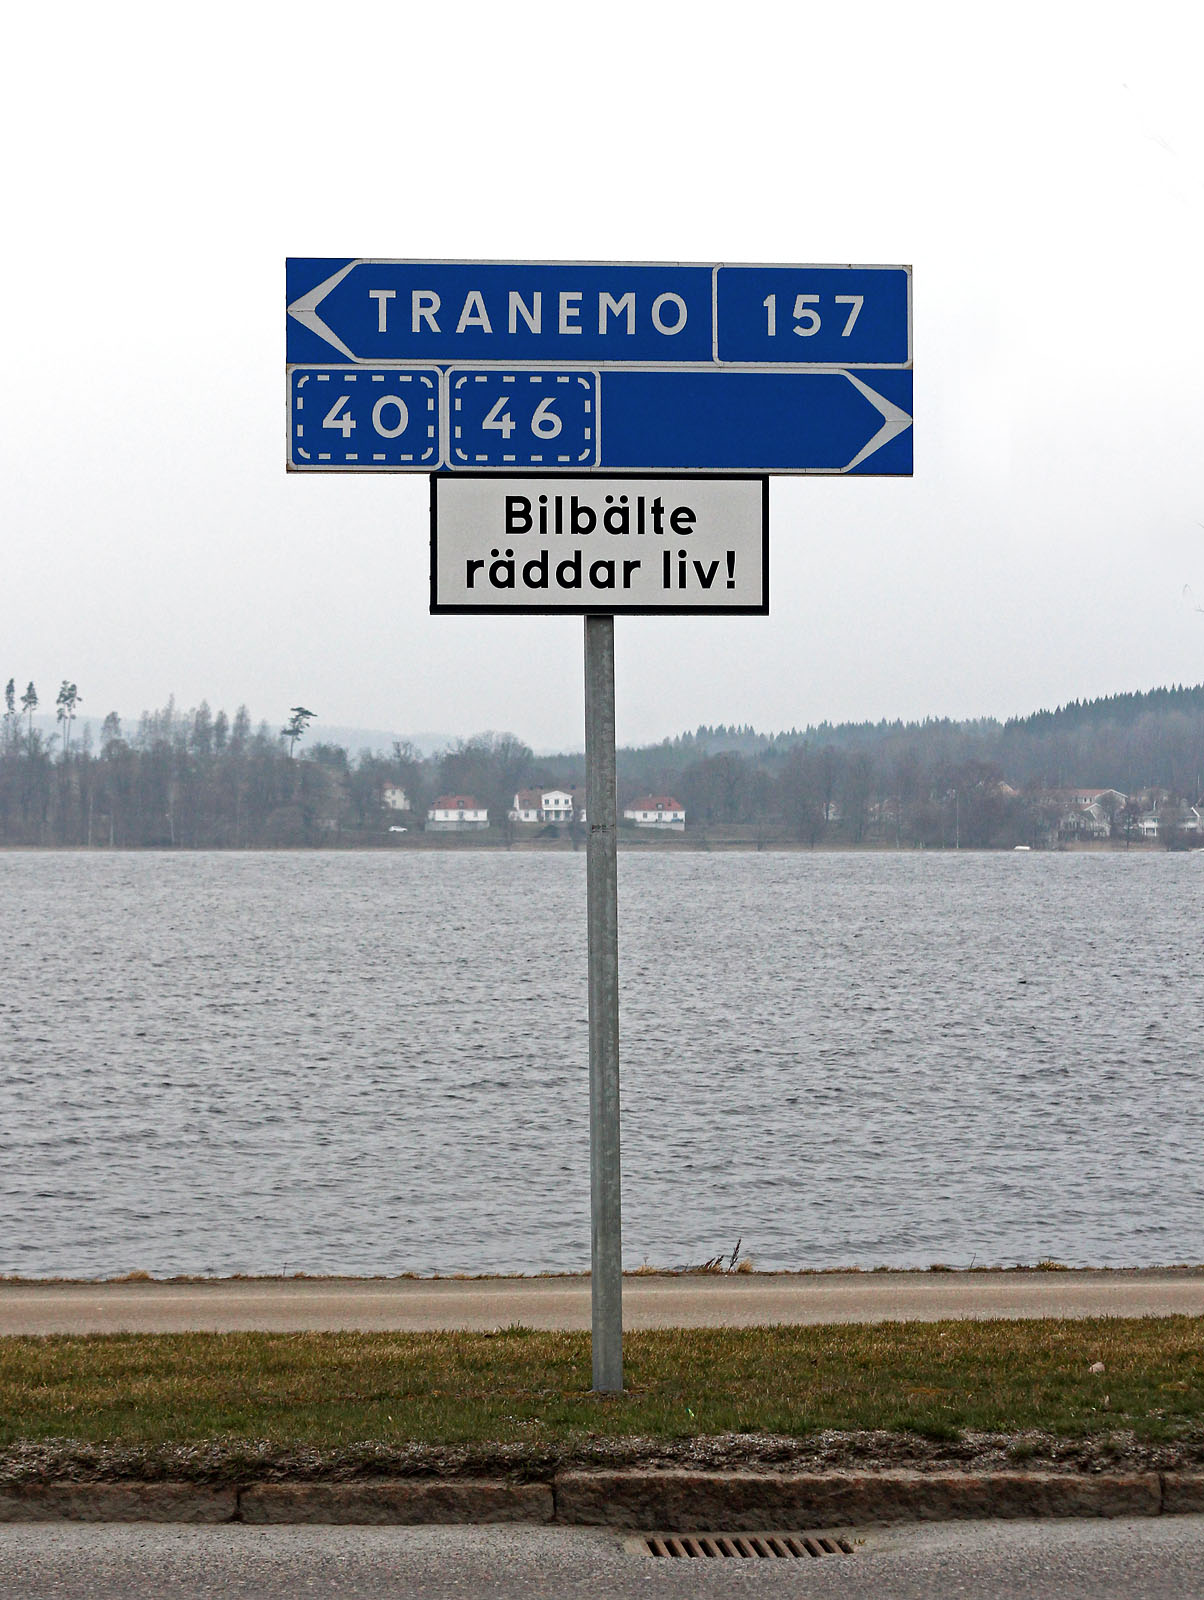 TRANEMO 157
40 46
Bilbälte
räddar liv!